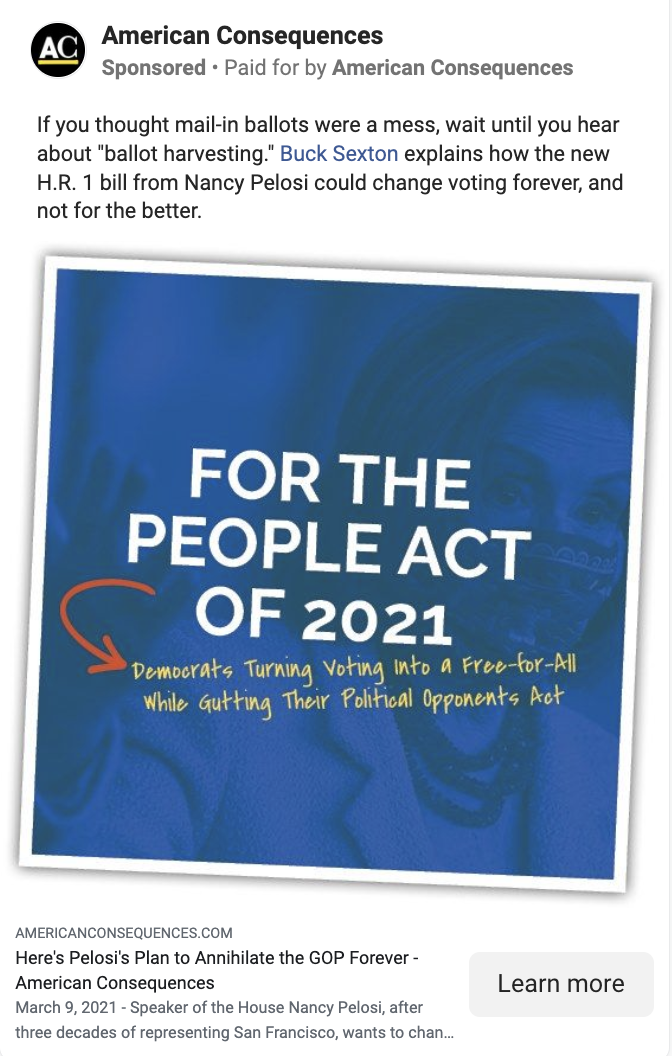 AC
American Consequences
Sponsored • Paid for by American Consequences
If you thought mail-in ballots were a mess, wait until you hear
about "ballot harvesting." Buck Sexton explains how the new
H.R. 1 bill from Nancy Pelosi could change voting forever, and
not for the better.
FOR THE
PEOPLE ACT
OF 2021
Democrats Turning Voting Into a Free-for-All
While Gutting Their Political Opponents Act
AMERICANCONSEQUENCES.COM
Here's Pelosi's Plan to Annihilate the GOP Forever -
American Consequences
March 9, 2021 - Speaker of the House Nancy Pelosi, after
three decades of representing San Francisco, wants to chan...
Learn more